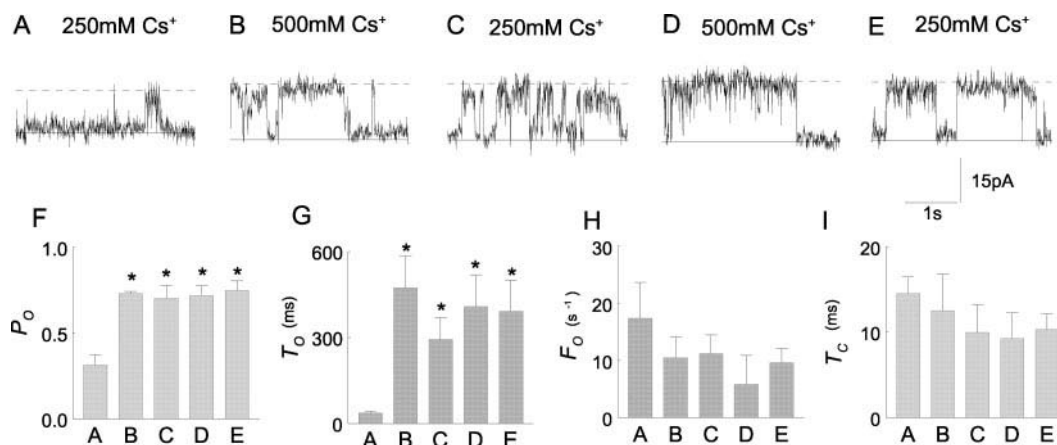 A 250mM Cs⁺ B 500mM Cs⁺ C 250mM Cs⁺ D 500mM Cs⁺ E 250mM Cs⁺
15pA
1s
F G H I
1.0
0.5
0.0
P_O
* * * *
A B C D E
600
300
0
T_O (ms)
* * * *
A B C D E
30
20
10
0
F_O (s⁻¹)
A B C D E
20
10
0
T_C (ms)
A B C D E